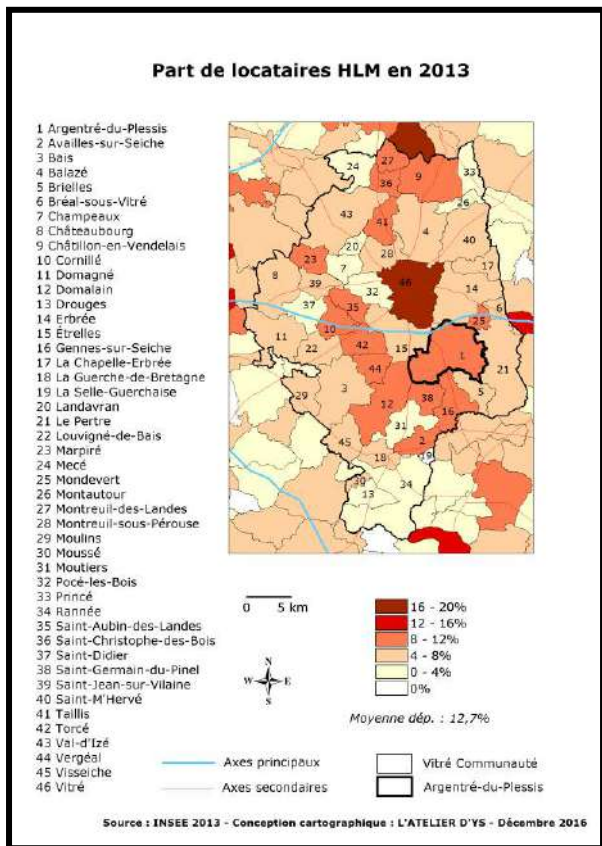 Part de locataires HLM en 2013
1 Argentré-du-Plessis
2 Availles-sur-Seiche
3 Bais
4 Balazé
5 Brielles
6 Bréal-sous-Vitré
7 Champeaux
8 Châteaubourg
9 Châtillon-en-Vendelais
10 Cornillé
11 Domagné
12 Domalain
13 Drouges
14 Erbrée
15 Étrelles
16 Gennes-sur-Seiche
17 La Chapelle-Erbrée
18 La Guerche-de-Bretagne
19 La Selle-Guerchaise
20 Landavran
21 Le Pertre
22 Louvigné-de-Bais
23 Marpiré
24 Mecé
25 Mondevert
26 Montautour
27 Montreuil-des-Landes
28 Montreuil-sous-Pérouse
29 Moulins
30 Moussé
31 Moutiers
32 Pocé-les-Bois
33 Princé
34 Rannée
35 Saint-Aubin-des-Landes
36 Saint-Christophe-des-Bois
37 Saint-Didier
38 Saint-Germain-du-Pinel
39 Saint-Jean-sur-Vilaine
40 Saint-M'Hervé
41 Taillis
42 Torcé
43 Val-d'Izé
44 Vergéal
45 Visseiche
46 Vitré
24 27 33
36 9
26
43 41 4 40
20 28
23 7 17
8 39 46 14
32
37 35 6
10 25
11 22 42 15 1
44 21
29 3 12 38 16 5
31
45 2
18 19
30 34
13
0 5 km
N
W E
S
16 - 20%
12 - 16%
8 - 12%
4 - 8%
0 - 4%
0%
Moyenne dép. : 12,7%
Axes principaux
Axes secondaires
Vitré Communauté
Argentré-du-Plessis
Source : INSEE 2013 - Conception cartographique : L'ATELIER D'YS - Décembre 2016